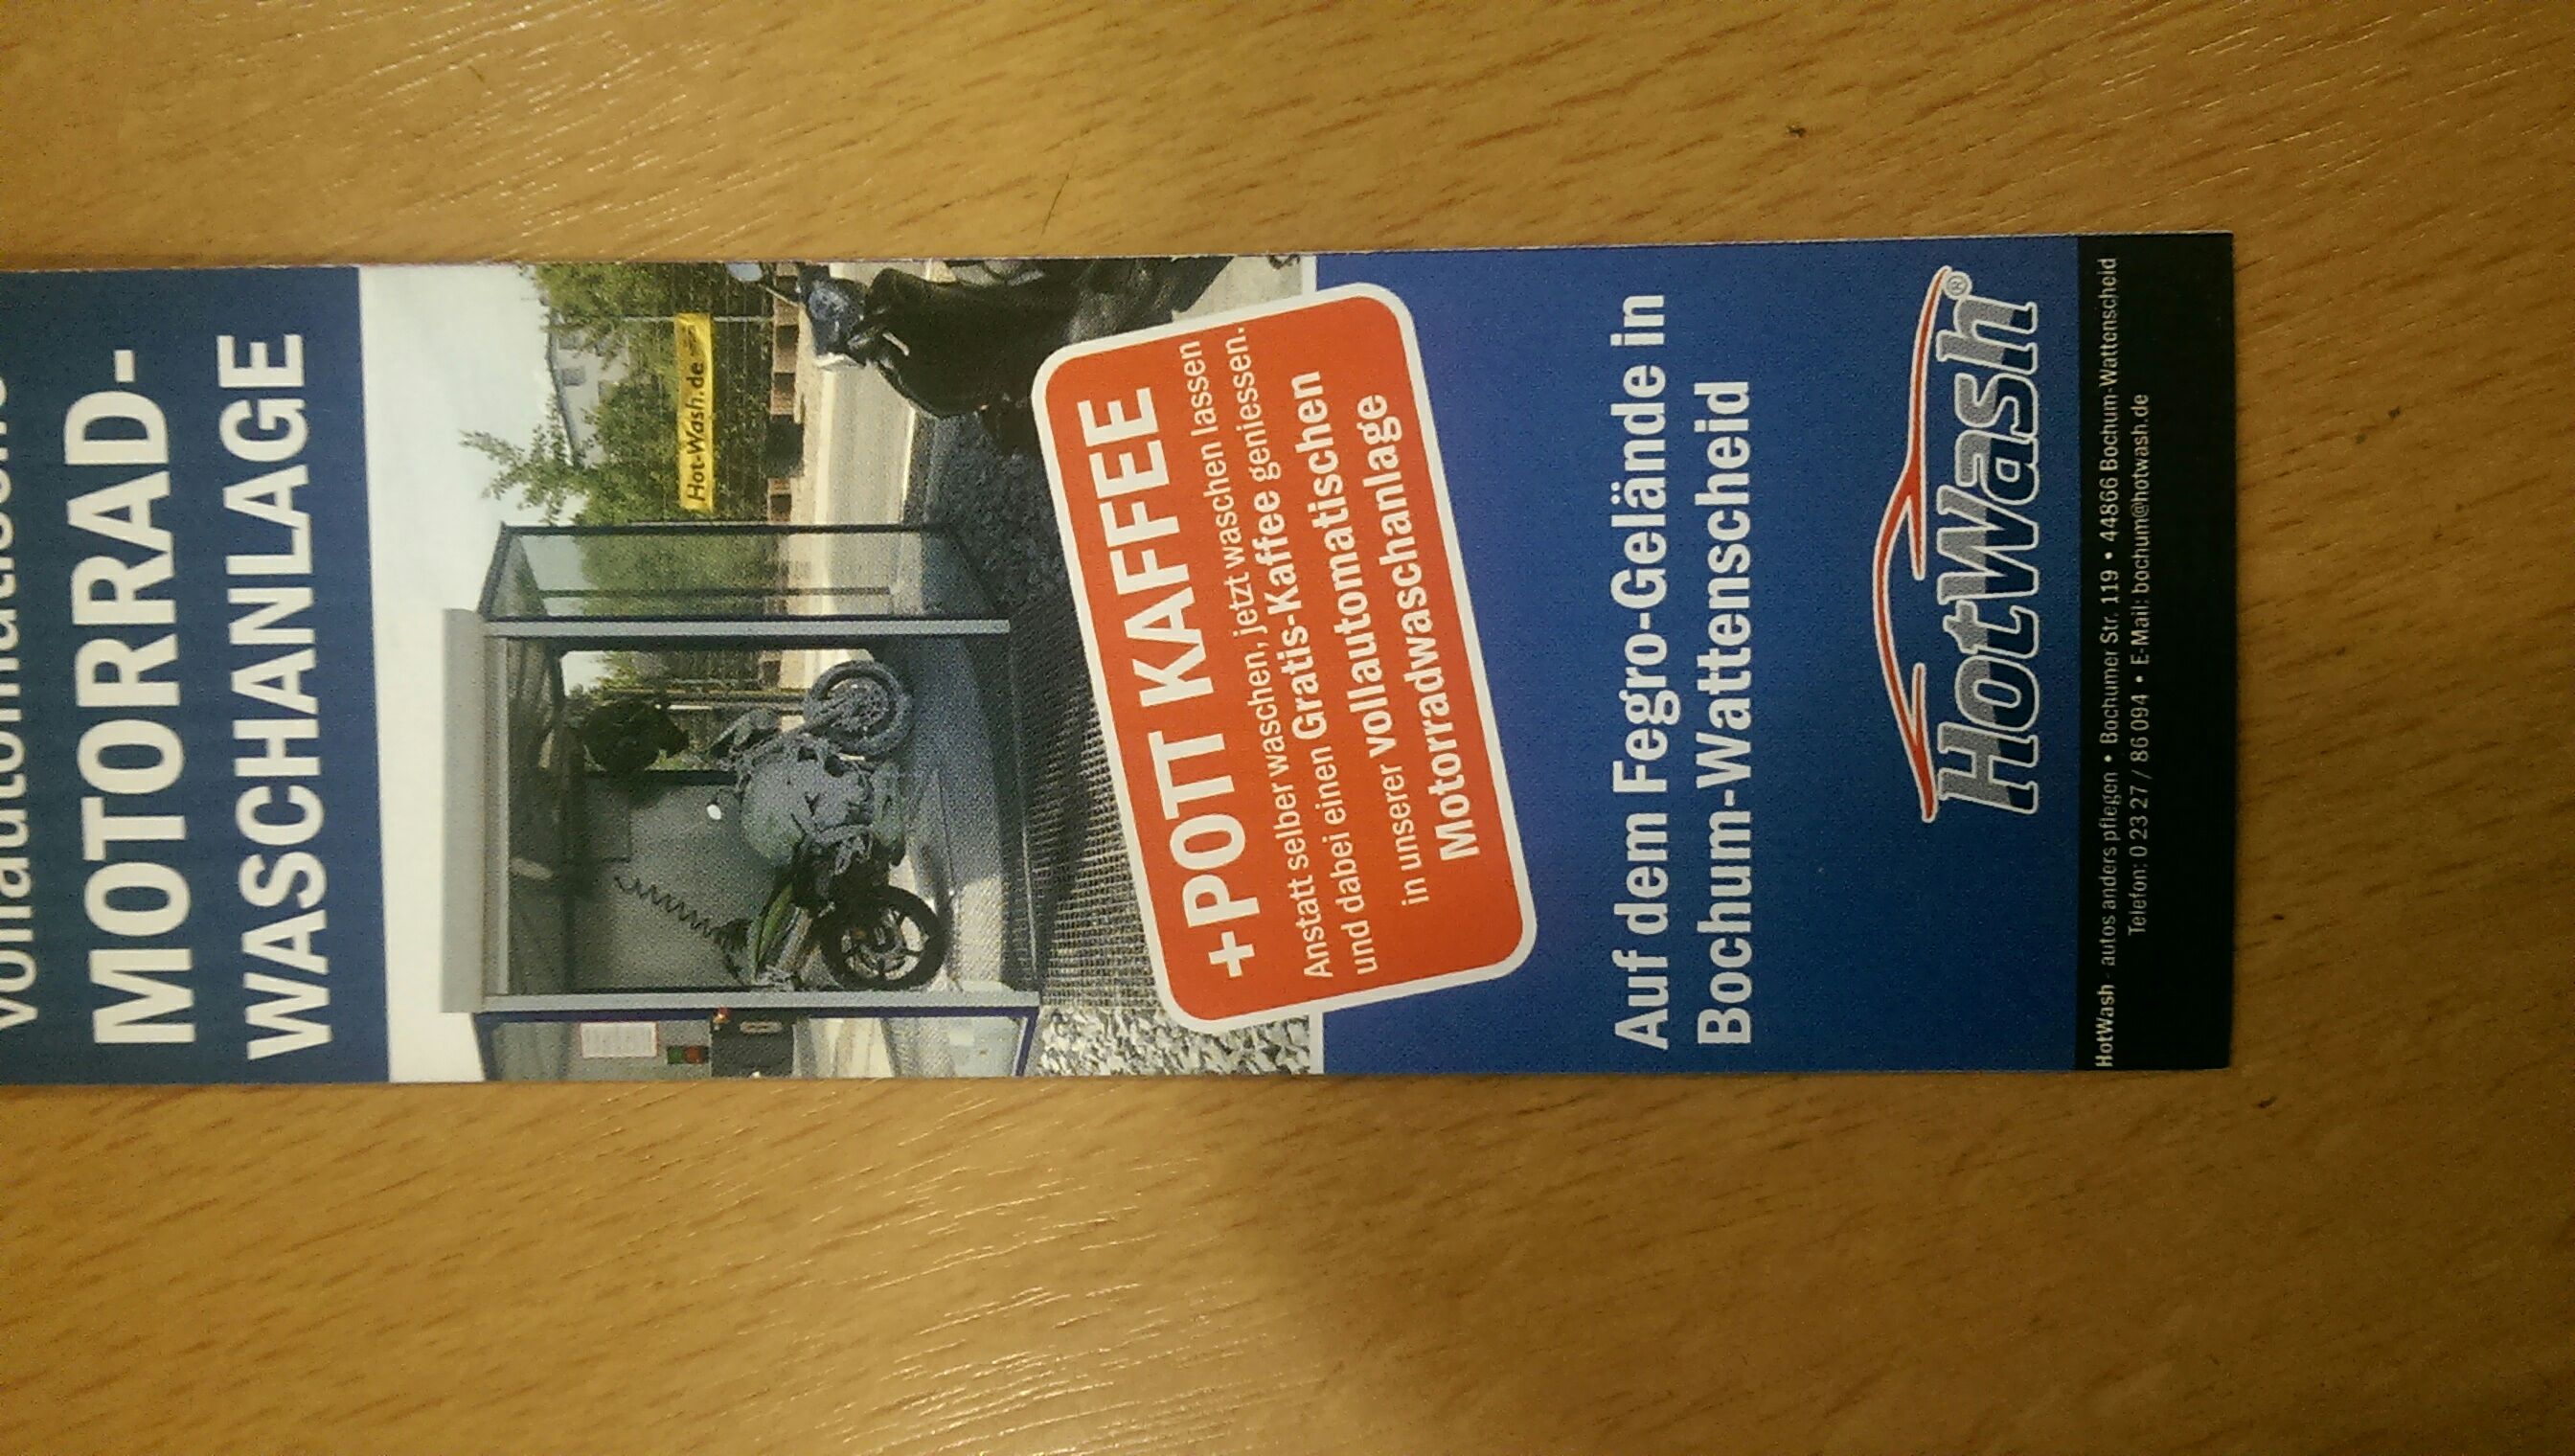 MOTORRAD-
WASCHANLAGE
Hot-Wash.de
+POTT KAFFEE
Anstatt selber waschen, jetzt waschen lassen
und dabei einen Gratis-Kaffee geniessen.
in unserer vollautomatischen
Motorradwaschanlage
Auf dem Fegro-Gelände in
Bochum-Wattenscheid
HotWash®
HotWash - autos anders pflegen • Bochumer Str. 119 • 44866 Bochum-Wattenscheid
Telefon: 0 23 27 / 86 094 • E-Mail: bochum@hotwash.de